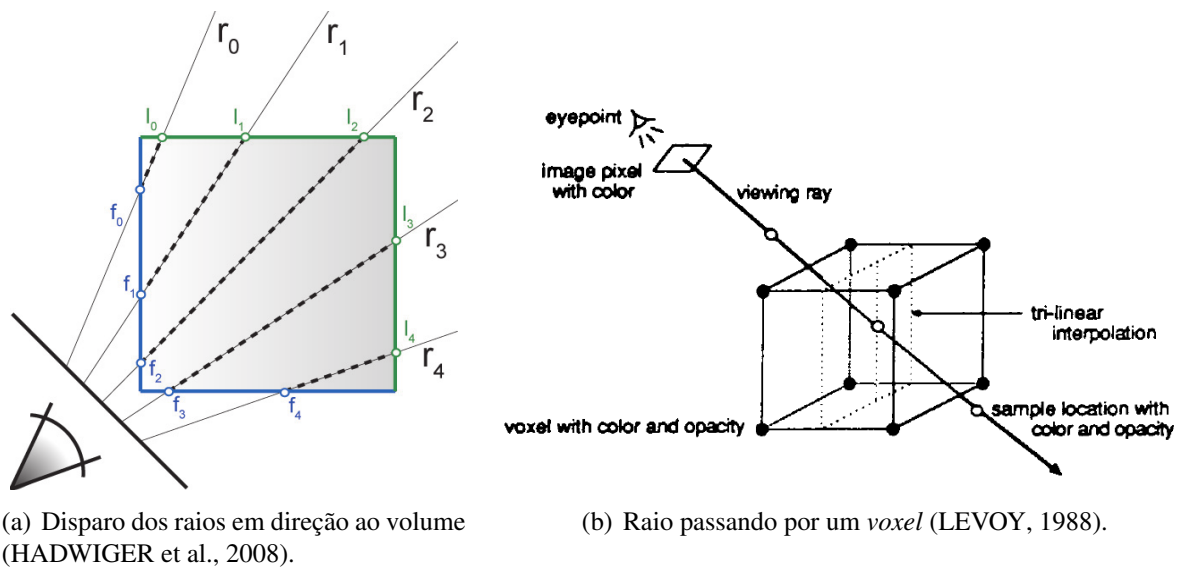 r0
r1
r2
l0
l1
l2
f0
l3
r3
f1
l4
r4
f2
f3
f4
eyepoint
image pixel
with color
viewing ray
tri-linear
interpolation
voxel with color and opacity
sample location with
color and opacity
(a) Disparo dos raios em direção ao volume
(HADWIGER et al., 2008).
(b) Raio passando por um voxel (LEVOY, 1988).